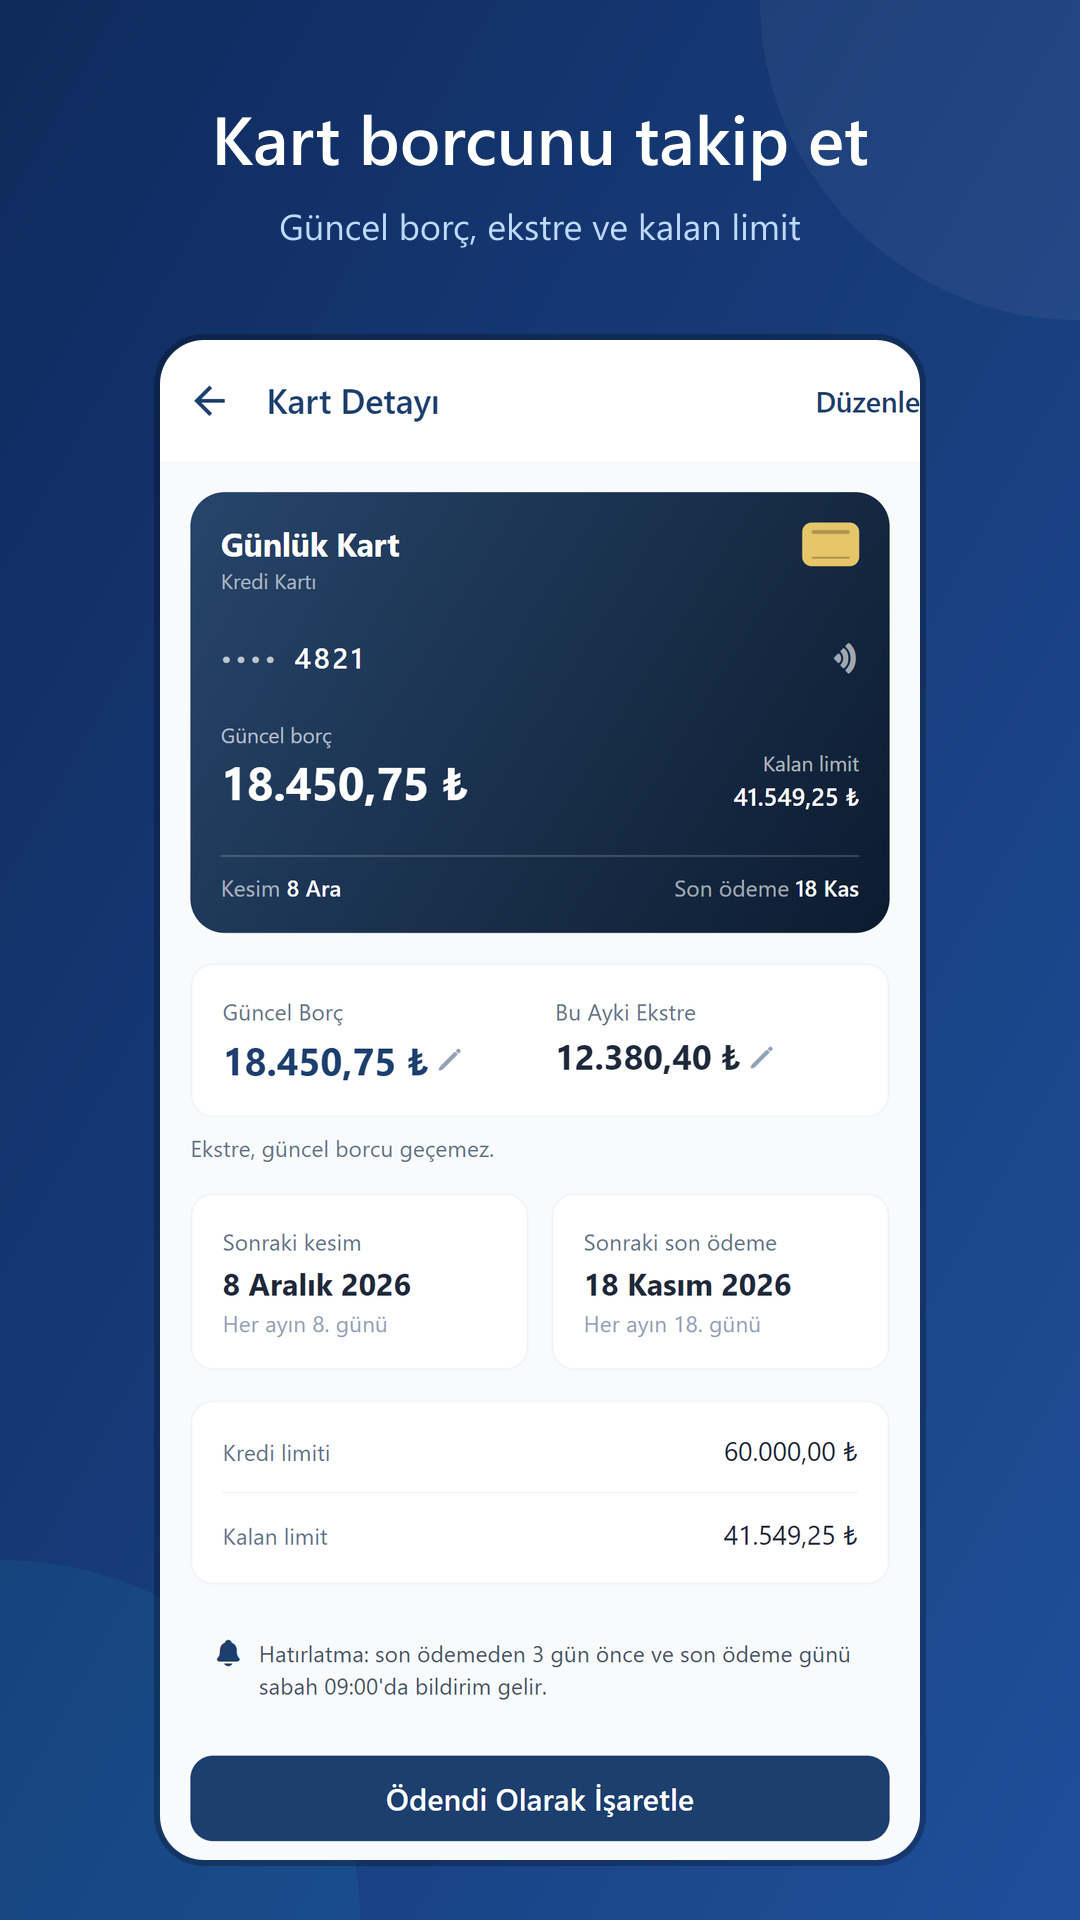 Kart borcunu takip et
Güncel borç, ekstre ve kalan limit
Kart Detayı
Düzenle
Günlük Kart
Kredi Kartı
•••• 4821
Güncel borç
18.450,75 ₺
Kalan limit
41.549,25 ₺
Kesim 8 Ara
Son ödeme 18 Kas
Güncel Borç
18.450,75 ₺
Bu Ayki Ekstre
12.380,40 ₺
Ekstre, güncel borcu geçemez.
Sonraki kesim
8 Aralık 2026
Her ayın 8. günü
Sonraki son ödeme
18 Kasım 2026
Her ayın 18. günü
Kredi limiti
60.000,00 ₺
Kalan limit
41.549,25 ₺
Hatırlatma: son ödemeden 3 gün önce ve son ödeme günü
sabah 09:00'da bildirim gelir.
Ödendi Olarak İşaretle